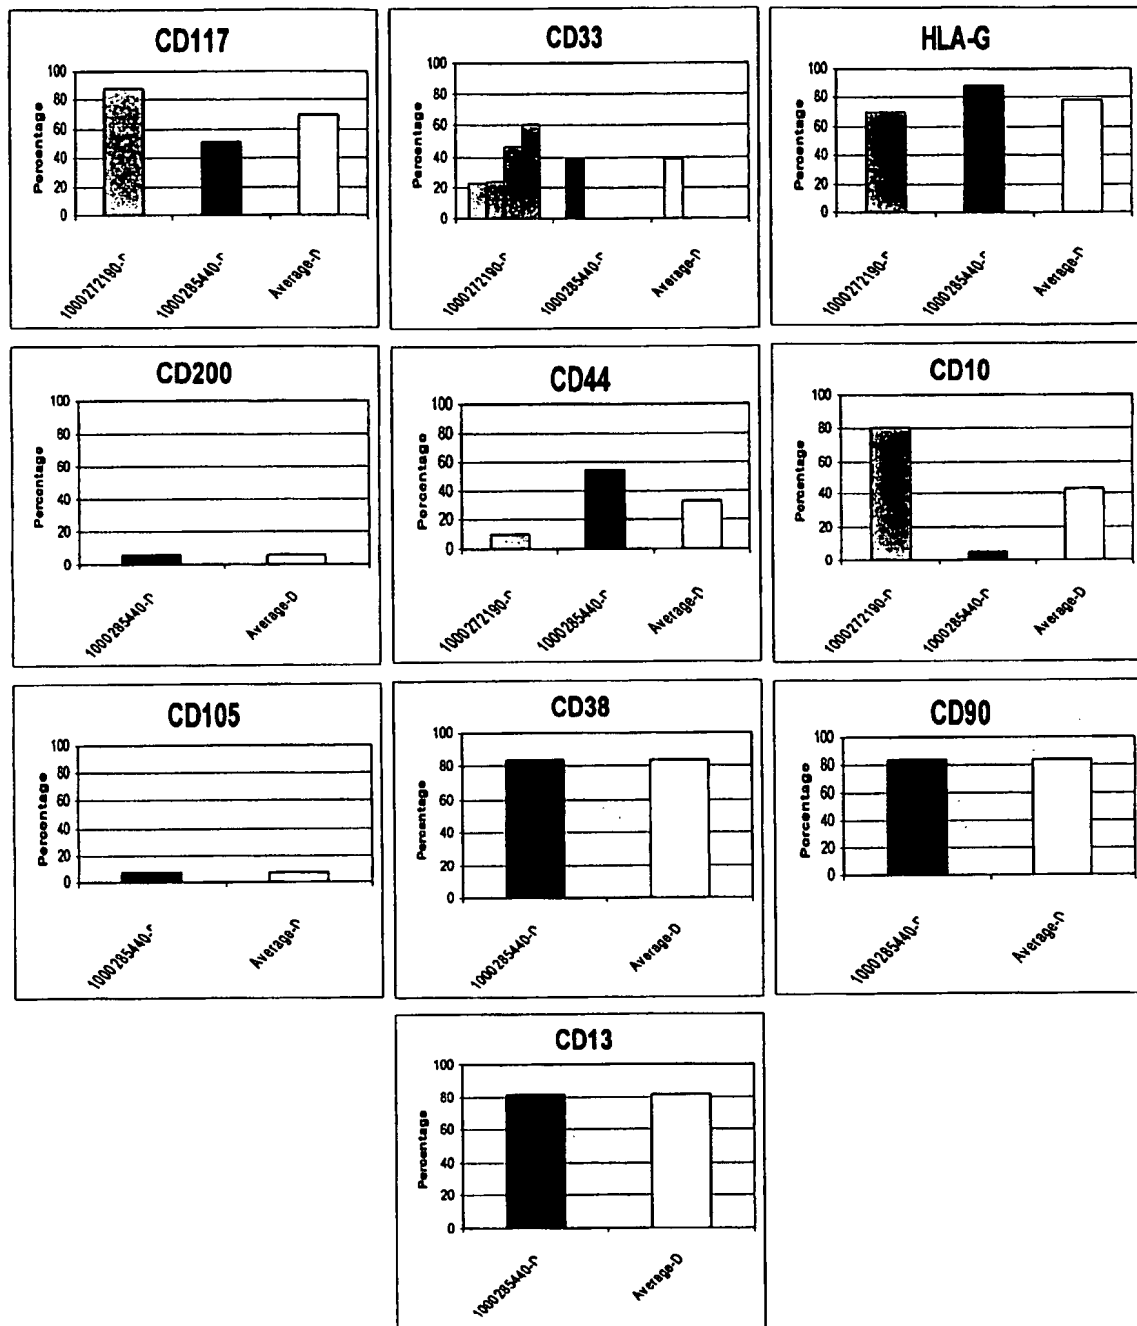 CD117
100
80
60
40
20
0
Percentage
1000272190-D
1000285440-D
Average-D
CD33
100
80
60
40
20
0
Percentage
1000272190-D
1000285440-D
Average-D
HLA-G
100
80
60
40
20
0
Percentage
1000272190-D
1000285440-D
Average-D
CD200
100
80
60
40
20
0
Percentage
1000285440-D
Average-D
CD44
100
80
60
40
20
0
Percentage
1000272190-D
1000285440-D
Average-D
CD10
100
80
60
40
20
0
Percentage
1000272190-D
1000285440-D
Average-D
CD105
100
80
60
40
20
0
Percentage
1000285440-D
Average-D
CD38
100
80
60
40
20
0
Percentage
1000285440-D
Average-D
CD90
100
80
60
40
20
0
Percentage
1000285440-D
Average-D
CD13
100
80
60
40
20
0
Percentage
1000285440-D
Average-D